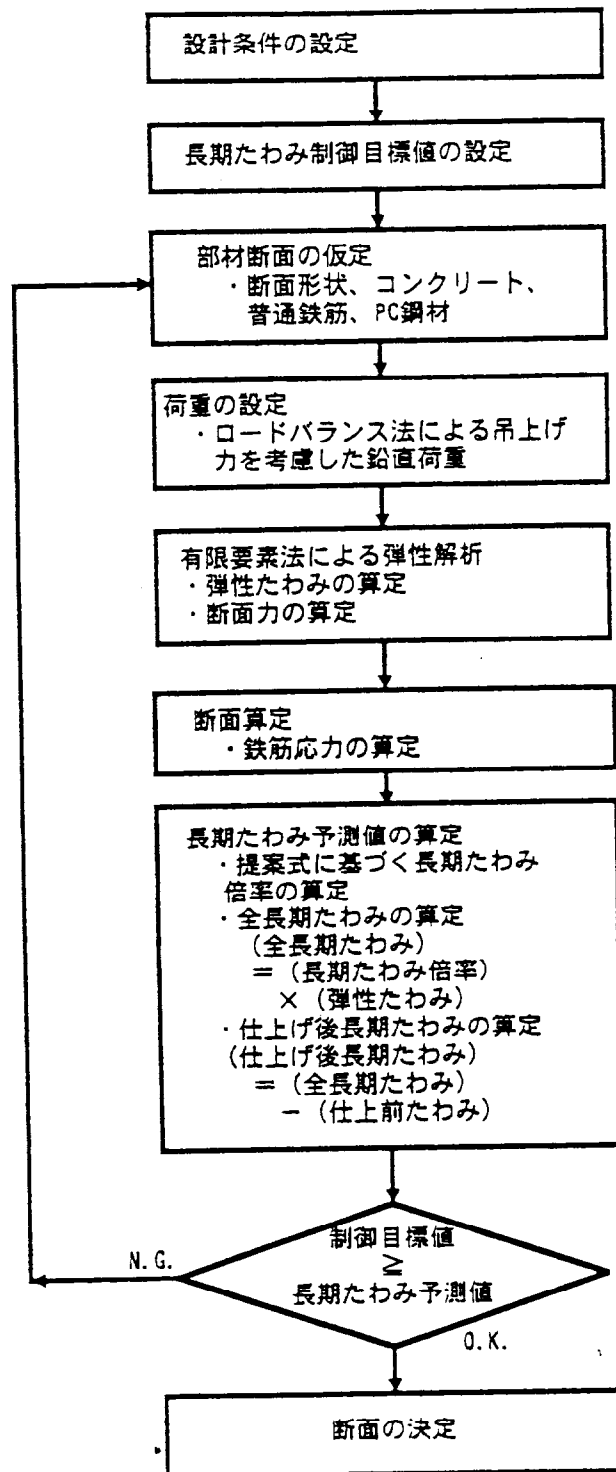 設計条件の設定
長期たわみ制御目標値の設定
部材断面の仮定
・断面形状、コンクリート、
普通鉄筋、PC鋼材
荷重の設定
・ロードバランス法による吊上げ
力を考慮した鉛直荷重
有限要素法による弾性解析
・弾性たわみの算定
・断面力の算定
断面算定
・鉄筋応力の算定
長期たわみ予測値の算定
・提案式に基づく長期たわみ
倍率の算定
・全長期たわみの算定
(全長期たわみ)
＝(長期たわみ倍率)
×(弾性たわみ)
・仕上げ後長期たわみの算定
(仕上げ後長期たわみ)
＝(全長期たわみ)
－(仕上前たわみ)
制御目標値
≧
長期たわみ予測値
N.G.
O.K.
断面の決定